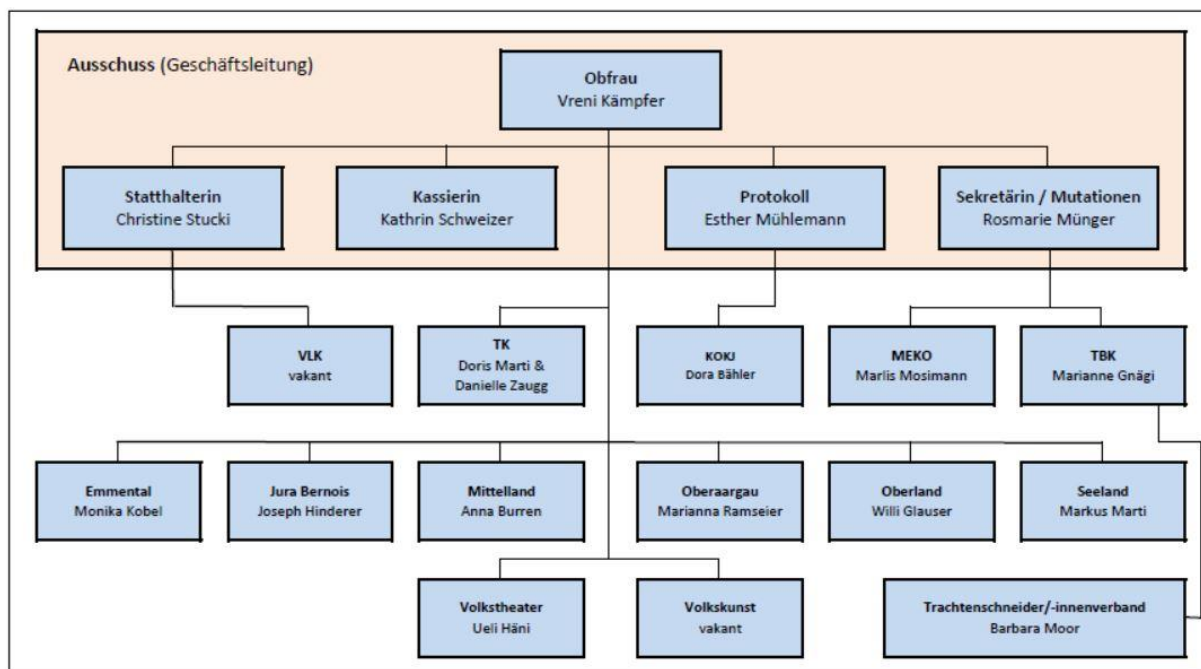 Ausschuss (Geschäftsleitung)
Obfrau
Vreni Kämpfer
Statthalterin
Christine Stucki
Kassierin
Kathrin Schweizer
Protokoll
Esther Mühlemann
Sekretärin / Mutationen
Rosmarie Münger
VLK
vakant
TK
Doris Marti &
Danielle Zaugg
KOKJ
Dora Bähler
MEKO
Marlis Mosimann
TBK
Marianne Gnägi
Emmental
Monika Kobel
Jura Bernois
Joseph Hinderer
Mittelland
Anna Burren
Oberaargau
Marianna Ramseier
Oberland
Willi Glauser
Seeland
Markus Marti
Volkstheater
Ueli Häni
Volkskunst
vakant
Trachtenschneider/-innenverband
Barbara Moor